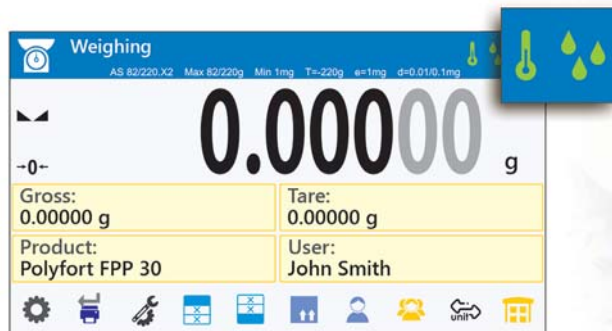 Weighing
AS 82/220.X2 Max 82/220g Min 1mg T=-220g e=1mg d=0.01/0.1mg
→0←
0.00000 g
Gross:
0.00000 g
Tare:
0.00000 g
Product:
Polyfort FPP 30
User:
John Smith
unit